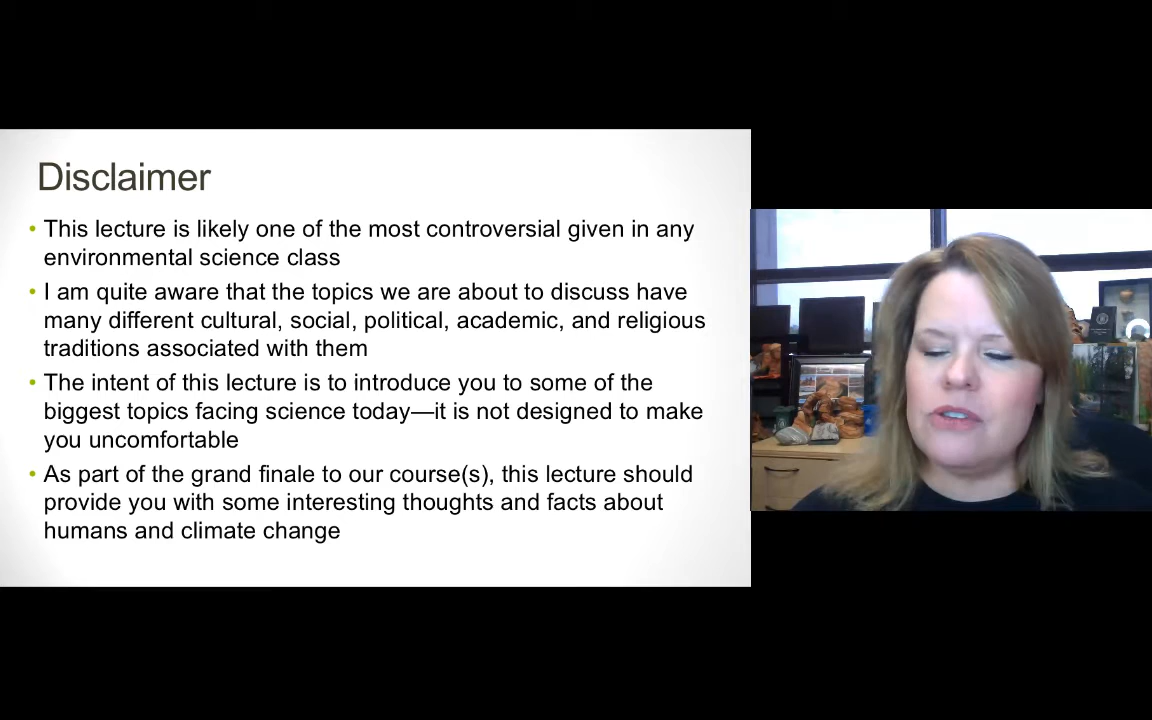 Disclaimer
• This lecture is likely one of the most controversial given in any
environmental science class
• I am quite aware that the topics we are about to discuss have
many different cultural, social, political, academic, and religious
traditions associated with them
• The intent of this lecture is to introduce you to some of the
biggest topics facing science today—it is not designed to make
you uncomfortable
• As part of the grand finale to our course(s), this lecture should
provide you with some interesting thoughts and facts about
humans and climate change